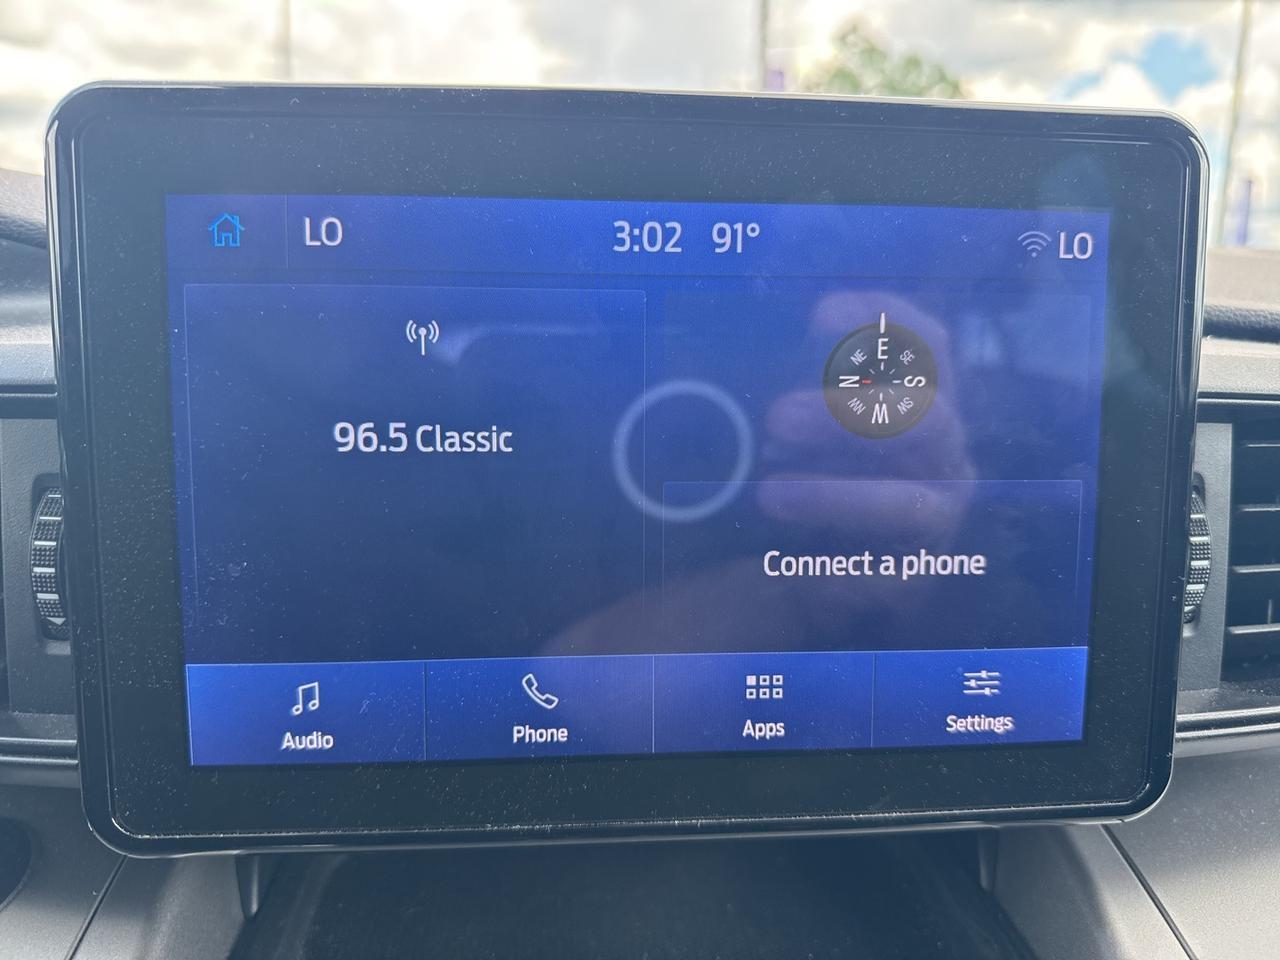 LO
3:02 91°
LO
96.5 Classic
E
NE
SE
N
S
NW
SW
W
Connect a phone
Audio
Phone
Apps
Settings